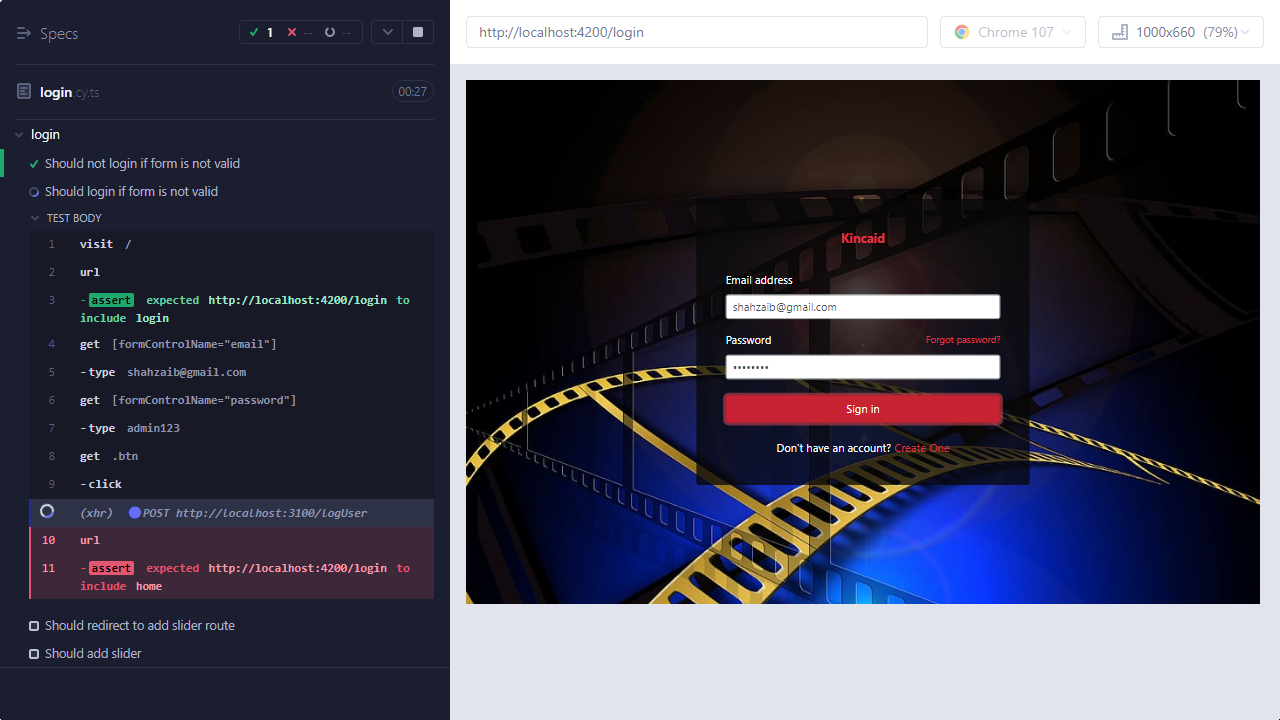 Specs
1 -- --
login.cy.ts 00:27
login
Should not login if form is not valid
Should login if form is not valid
TEST BODY
1 visit /
2 url
3 -assert expected http://localhost:4200/login to
include login
4 get [formControlName="email"]
5 -type shahzaib@gmail.com
6 get [formControlName="password"]
7 -type admin123
8 get .btn
9 -click
(xhr) POST http://localhost:3100/logUser
10 url
11 -assert expected http://localhost:4200/login to
include home
Should redirect to add slider route
Should add slider
http://localhost:4200/login
Chrome 107
1000x660 (79%)
Kincaid
Email address
shahzaib@gmail.com
Password Forgot password?
••••••••
Sign in
Don't have an account? Create One